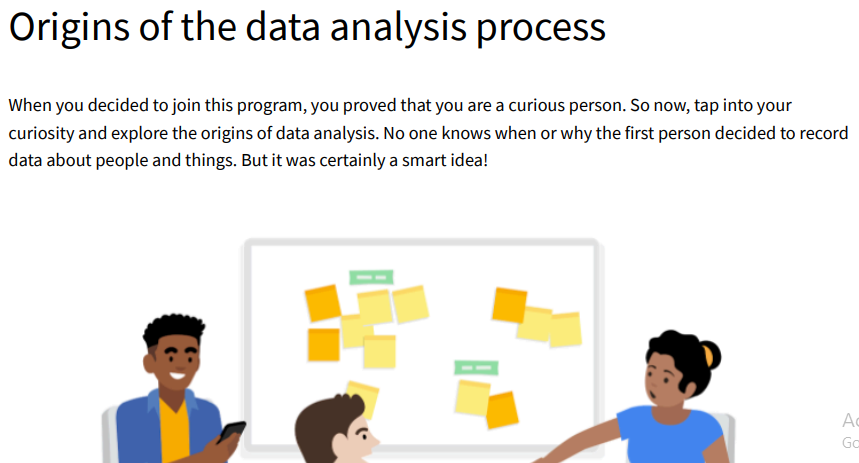 Origins of the data analysis process
When you decided to join this program, you proved that you are a curious person. So now, tap into your
curiosity and explore the origins of data analysis. No one knows when or why the first person decided to record
data about people and things. But it was certainly a smart idea!